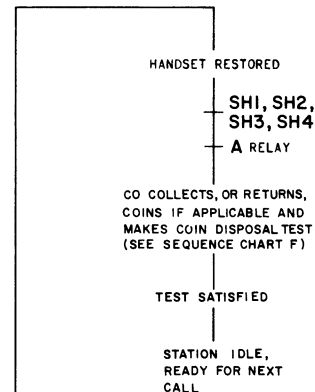 HANDSET RESTORED
SH1, SH2,
SH3, SH4
A RELAY
CO COLLECTS, OR RETURNS,
COINS IF APPLICABLE AND
MAKES COIN DISPOSAL TEST
(SEE SEQUENCE CHART F)
TEST SATISFIED
STATION IDLE,
READY FOR NEXT
CALL